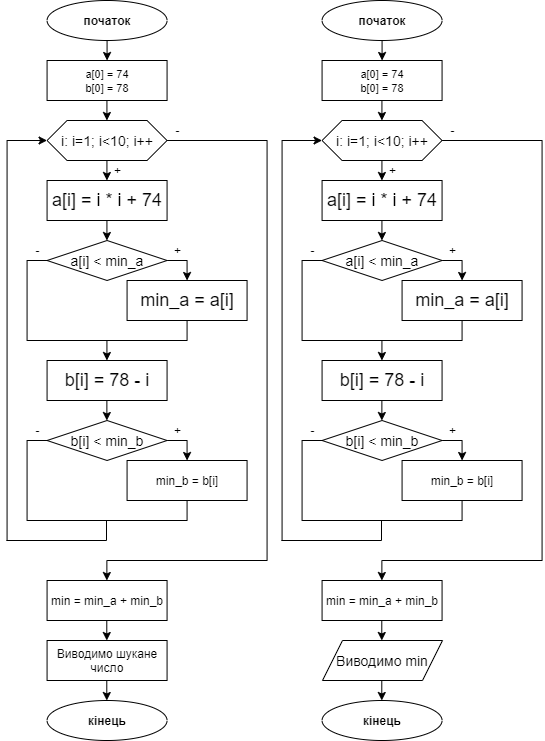 початок
a[0] = 74
b[0] = 78
i: i=1; i<10; i++
-
+
a[i] = i * i + 74
a[i] < min_a
-
+
min_a = a[i]
b[i] = 78 - i
b[i] < min_b
-
+
min_b = b[i]
min = min_a + min_b
Виводимо шукане
число
кінець
початок
a[0] = 74
b[0] = 78
i: i=1; i<10; i++
-
+
a[i] = i * i + 74
a[i] < min_a
-
+
min_a = a[i]
b[i] = 78 - i
b[i] < min_b
-
+
min_b = b[i]
min = min_a + min_b
Виводимо min
кінець